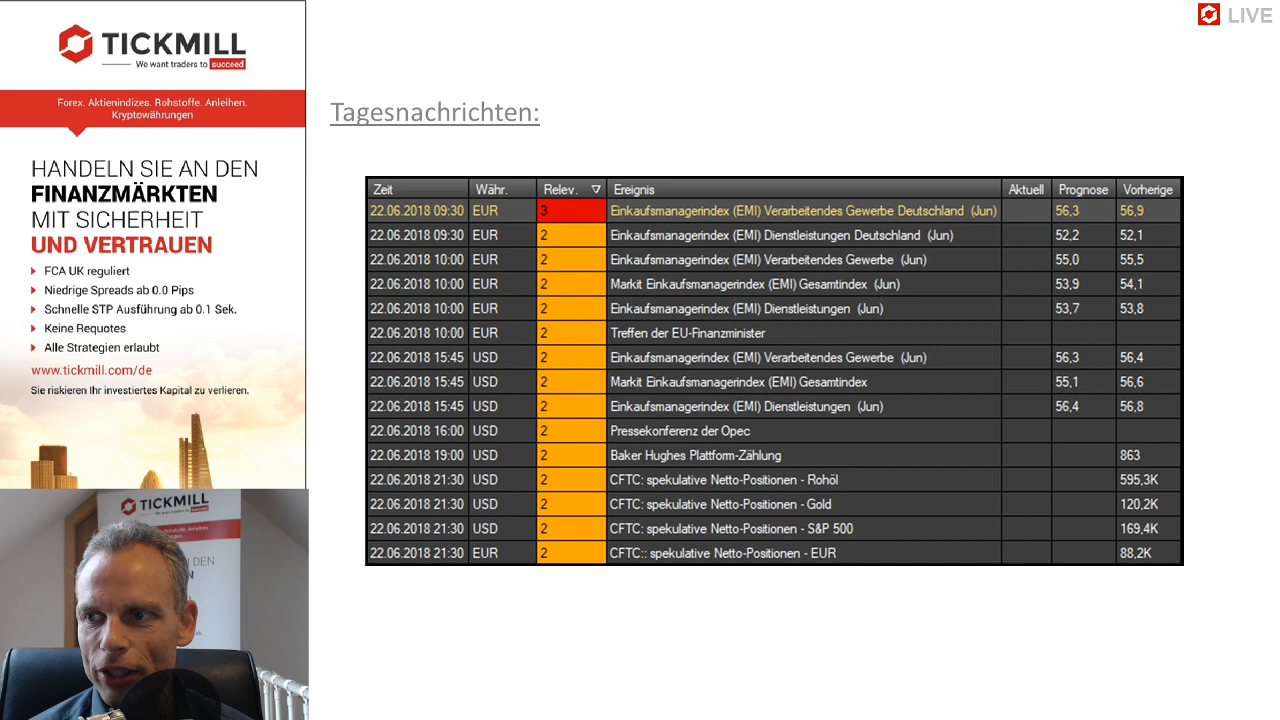 TICKMILL
We want traders to succeed
Forex. Aktienindizes. Rohstoffe. Anleihen.
Kryptowährungen
HANDELN SIE AN DEN
FINANZMÄRKTEN
MIT SICHERHEIT
UND VERTRAUEN
FCA UK reguliert
Niedrige Spreads ab 0.0 Pips
Schnelle STP Ausführung ab 0.1 Sek.
Keine Requotes
Alle Strategien erlaubt
www.tickmill.com/de
Sie riskieren Ihr investiertes Kapital zu verlieren.
TICKMILL
LIVE
Tagesnachrichten:
Zeit Währ. Relev. Ereignis Aktuell Prognose Vorherige
22.06.2018 09:30 EUR 3 Einkaufsmanagerindex (EMI) Verarbeitendes Gewerbe Deutschland (Jun) 56,3 56,9
22.06.2018 09:30 EUR 2 Einkaufsmanagerindex (EMI) Dienstleistungen Deutschland (Jun) 52,2 52,1
22.06.2018 10:00 EUR 2 Einkaufsmanagerindex (EMI) Verarbeitendes Gewerbe (Jun) 55,0 55,5
22.06.2018 10:00 EUR 2 Markit Einkaufsmanagerindex (EMI) Gesamtindex (Jun) 53,9 54,1
22.06.2018 10:00 EUR 2 Einkaufsmanagerindex (EMI) Dienstleistungen (Jun) 53,7 53,8
22.06.2018 10:00 EUR 2 Treffen der EU-Finanzminister
22.06.2018 15:45 USD 2 Einkaufsmanagerindex (EMI) Verarbeitendes Gewerbe (Jun) 56,3 56,4
22.06.2018 15:45 USD 2 Markit Einkaufsmanagerindex (EMI) Gesamtindex 55,1 56,6
22.06.2018 15:45 USD 2 Einkaufsmanagerindex (EMI) Dienstleistungen (Jun) 56,4 56,8
22.06.2018 16:00 USD 2 Pressekonferenz der Opec
22.06.2018 19:00 USD 2 Baker Hughes Plattform-Zählung 863
22.06.2018 21:30 USD 2 CFTC: spekulative Netto-Positionen - Rohöl 595,3K
22.06.2018 21:30 USD 2 CFTC: spekulative Netto-Positionen - Gold 120,2K
22.06.2018 21:30 USD 2 CFTC: spekulative Netto-Positionen - S&P 500 169,4K
22.06.2018 21:30 EUR 2 CFTC:: spekulative Netto-Positionen - EUR 88,2K